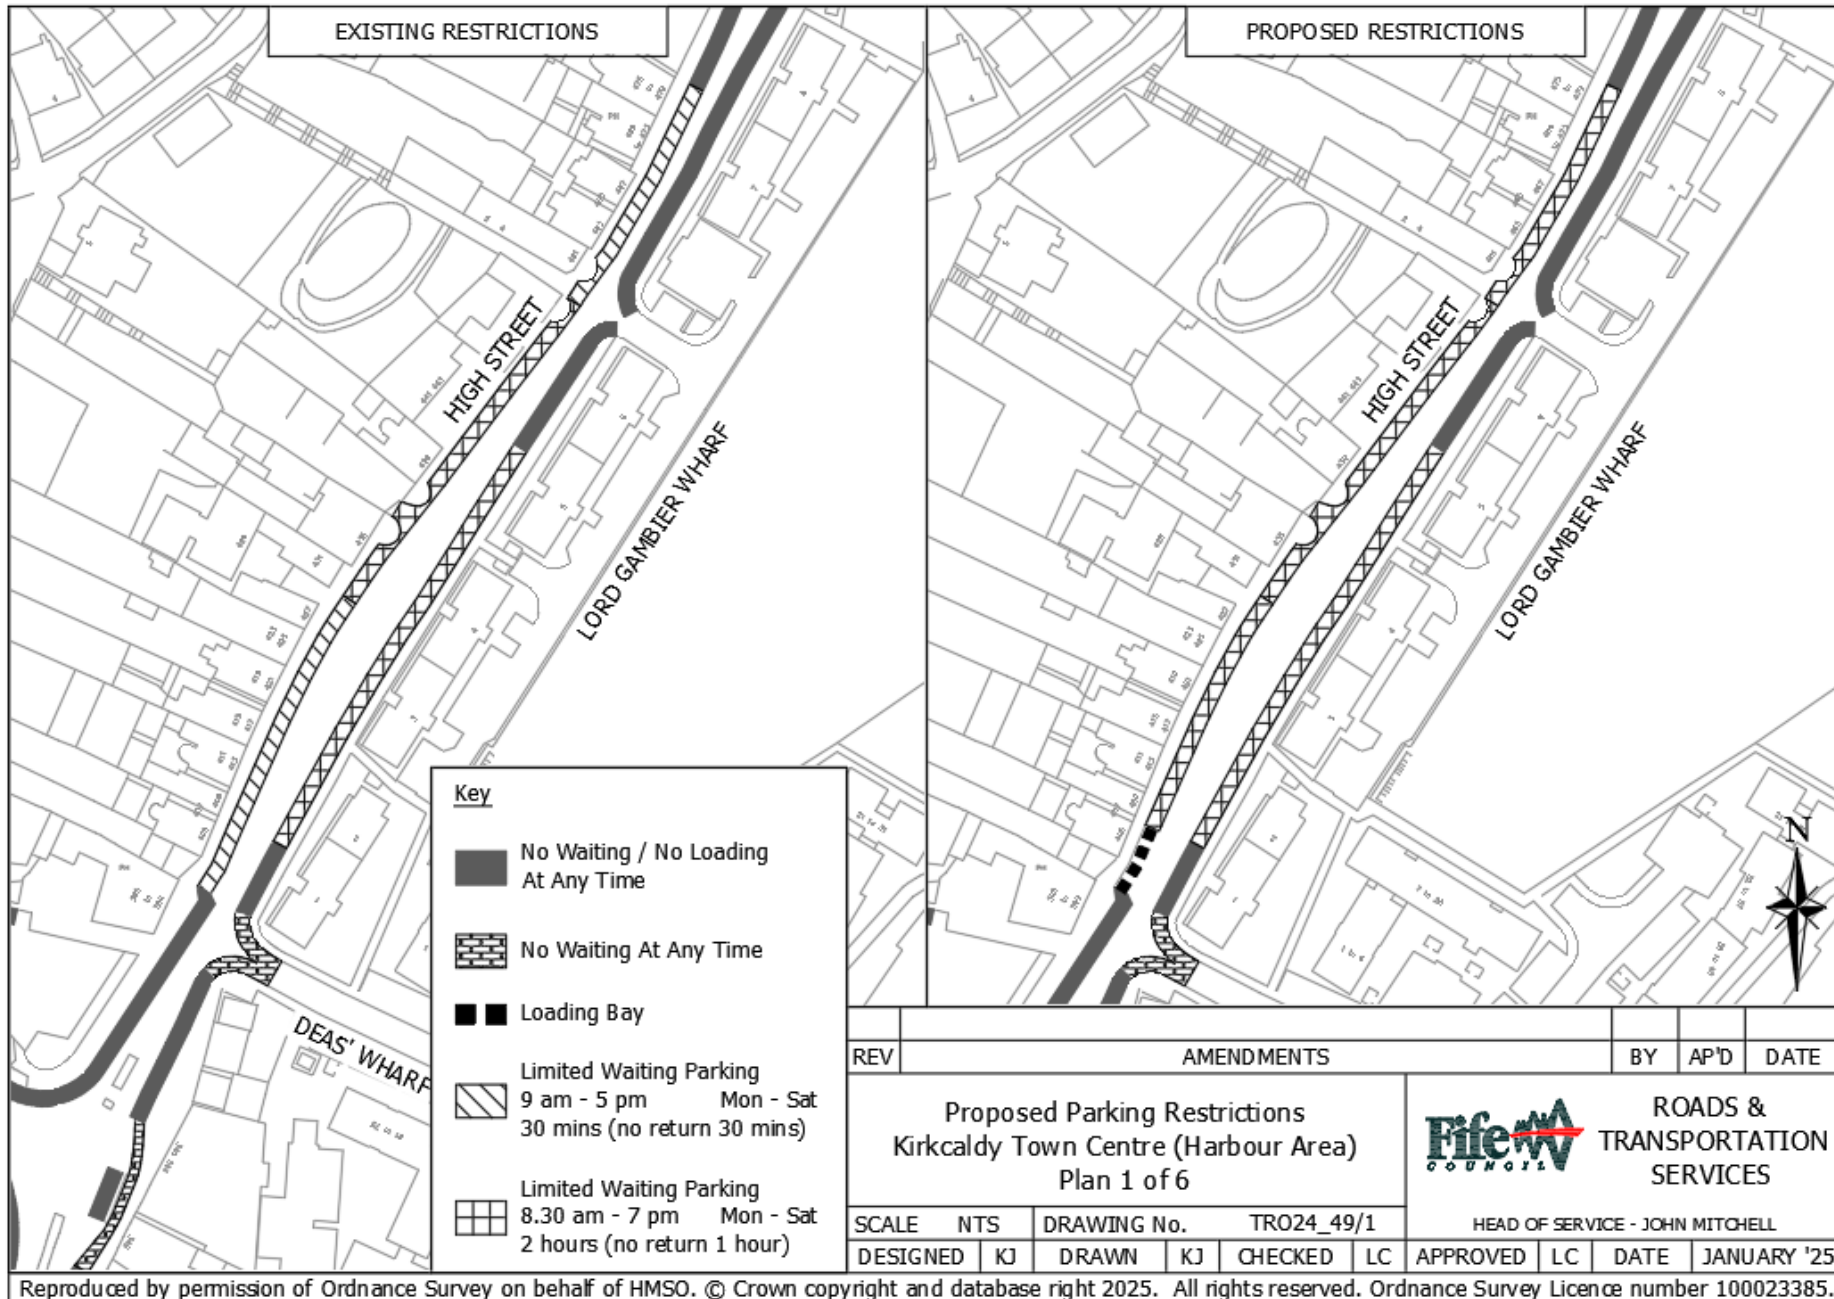 EXISTING RESTRICTIONS
PROPOSED RESTRICTIONS
HIGH STREET
LORD GAMBIER WHARF
HIGH STREET
LORD GAMBIER WHARF
DEAS' WHARF
N
Key
No Waiting / No Loading
At Any Time
No Waiting At Any Time
Loading Bay
Limited Waiting Parking
9 am - 5 pm Mon - Sat
30 mins (no return 30 mins)
Limited Waiting Parking
8.30 am - 7 pm Mon - Sat
2 hours (no return 1 hour)
REV AMENDMENTS BY AP'D DATE
Proposed Parking Restrictions
Kirkcaldy Town Centre (Harbour Area)
Plan 1 of 6
Fife
COUNCIL
ROADS &
TRANSPORTATION
SERVICES
SCALE NTS DRAWING No. TRO24_49/1
HEAD OF SERVICE - JOHN MITCHELL
DESIGNED KJ DRAWN KJ CHECKED LC APPROVED LC DATE JANUARY '25
Reproduced by permission of Ordnance Survey on behalf of HMSO. © Crown copyright and database right 2025. All rights reserved. Ordnance Survey Licence number 100023385.